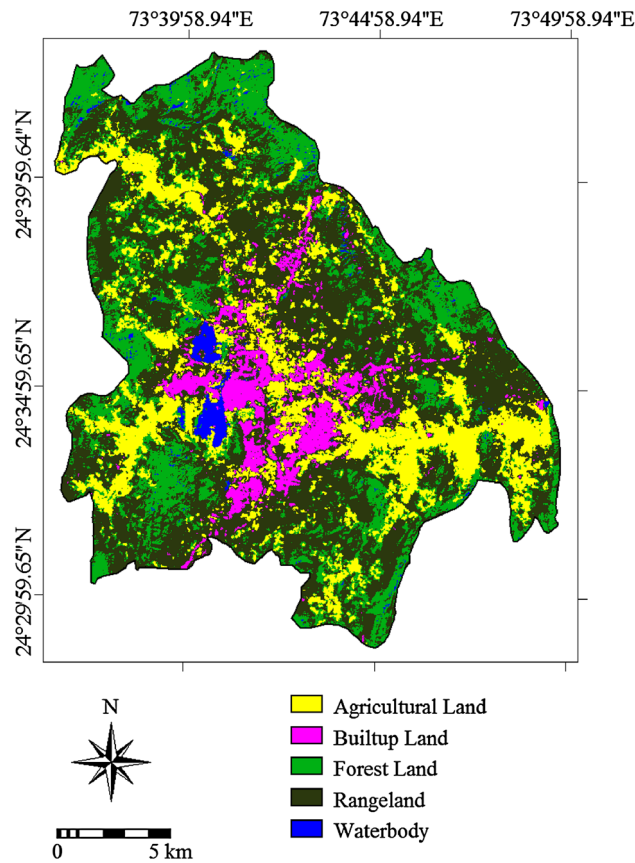 73°39'58.94"E 73°44'58.94"E 73°49'58.94"E
24°39'59.64"N
24°34'59.65"N
24°29'59.65"N
N
Agricultural Land
Builtup Land
Forest Land
Rangeland
Waterbody
0 5 km